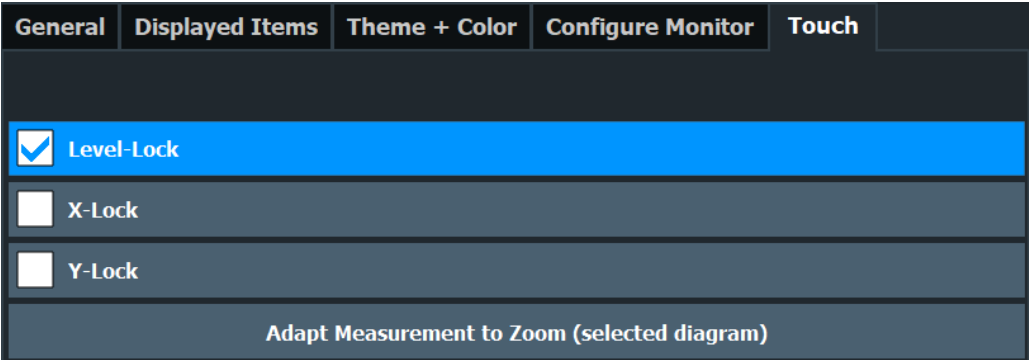 General Displayed Items Theme + Color Configure Monitor Touch
Level-Lock
X-Lock
Y-Lock
Adapt Measurement to Zoom (selected diagram)